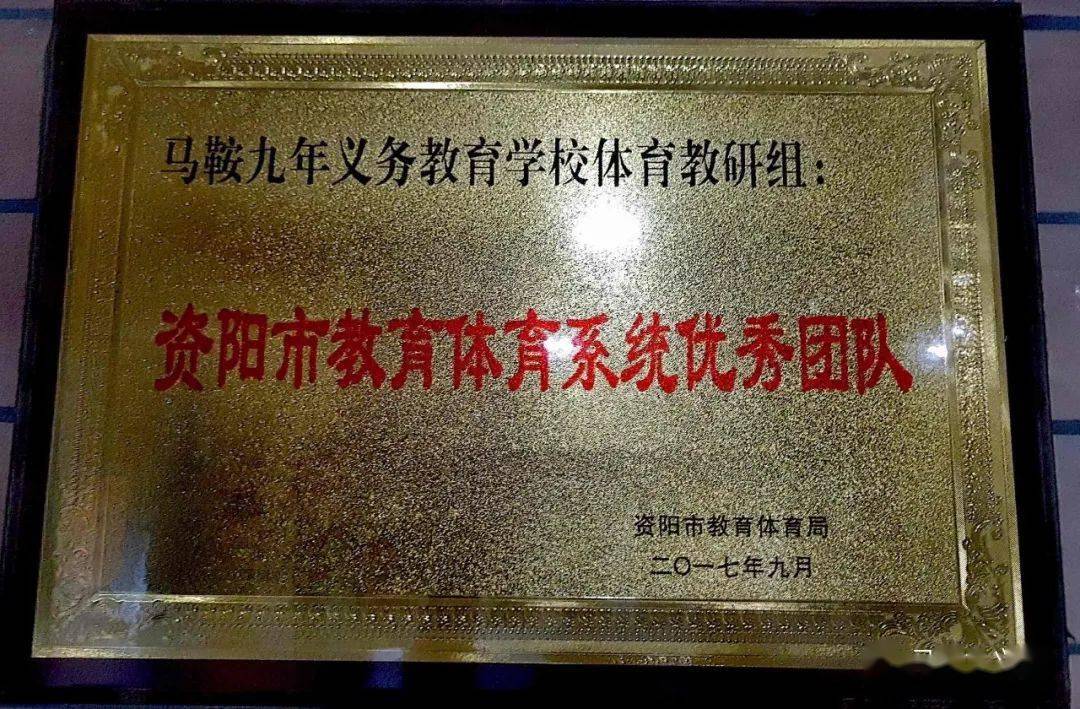 马鞍九年义务教育学校体育教研组：
资阳市教育体育系统优秀团队
资阳市教育体育局
二〇一七年九月